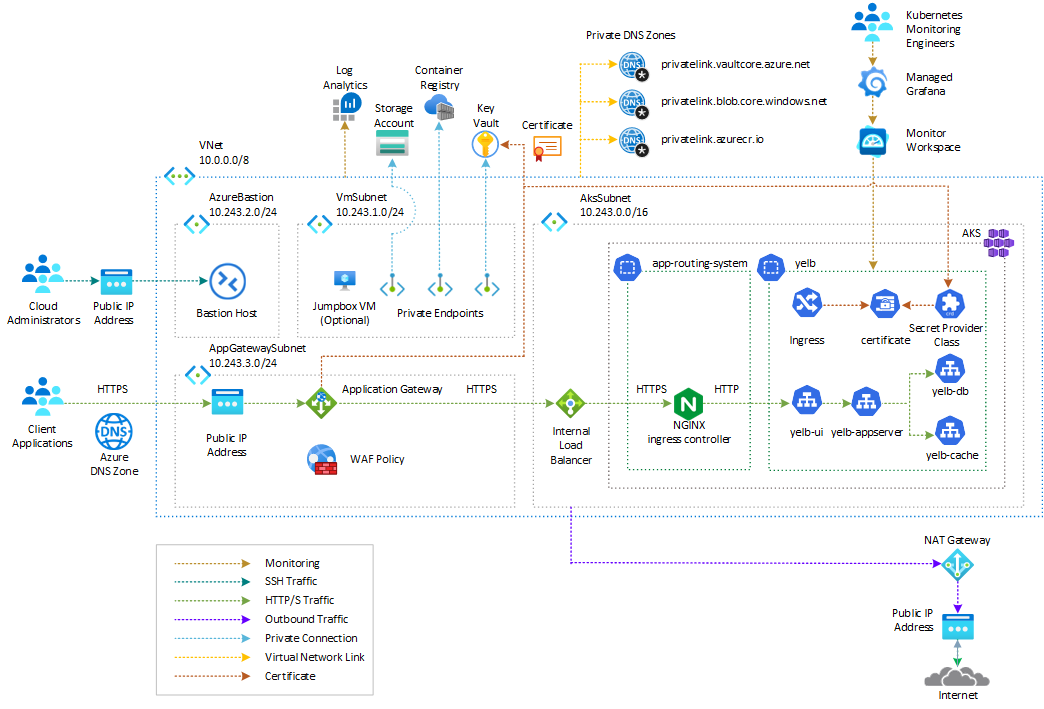 Kubernetes
Monitoring
Engineers
Private DNS Zones
privatelink.vaultcore.azure.net
Managed
Grafana
privatelink.blob.core.windows.net
privatelink.azurecr.io
Monitor
Workspace
Log
Analytics
Container
Registry
Storage
Account
Key
Vault
Certificate
VNet
10.0.0.0/8
AzureBastion
10.243.2.0/24
VmSubnet
10.243.1.0/24
AksSubnet
10.243.0.0/16
AKS
app-routing-system
yelb
Cloud
Administrators
Public IP
Address
Bastion Host
Jumpbox VM
(Optional)
Private Endpoints
Ingress
certificate
Secret Provider
Class
CRD
AppGatewaySubnet
10.243.3.0/24
HTTPS
Application Gateway
HTTPS
HTTPS
HTTP
Client
Applications
DNS
Azure
DNS Zone
Public IP
Address
WAF Policy
Internal
Load
Balancer
NGINX
ingress controller
yelb-ui
yelb-appserver
yelb-db
yelb-cache
NAT Gateway
Public IP
Address
Internet
Monitoring
SSH Traffic
HTTP/S Traffic
Outbound Traffic
Private Connection
Virtual Network Link
Certificate
DNS
DNS
DNS
N